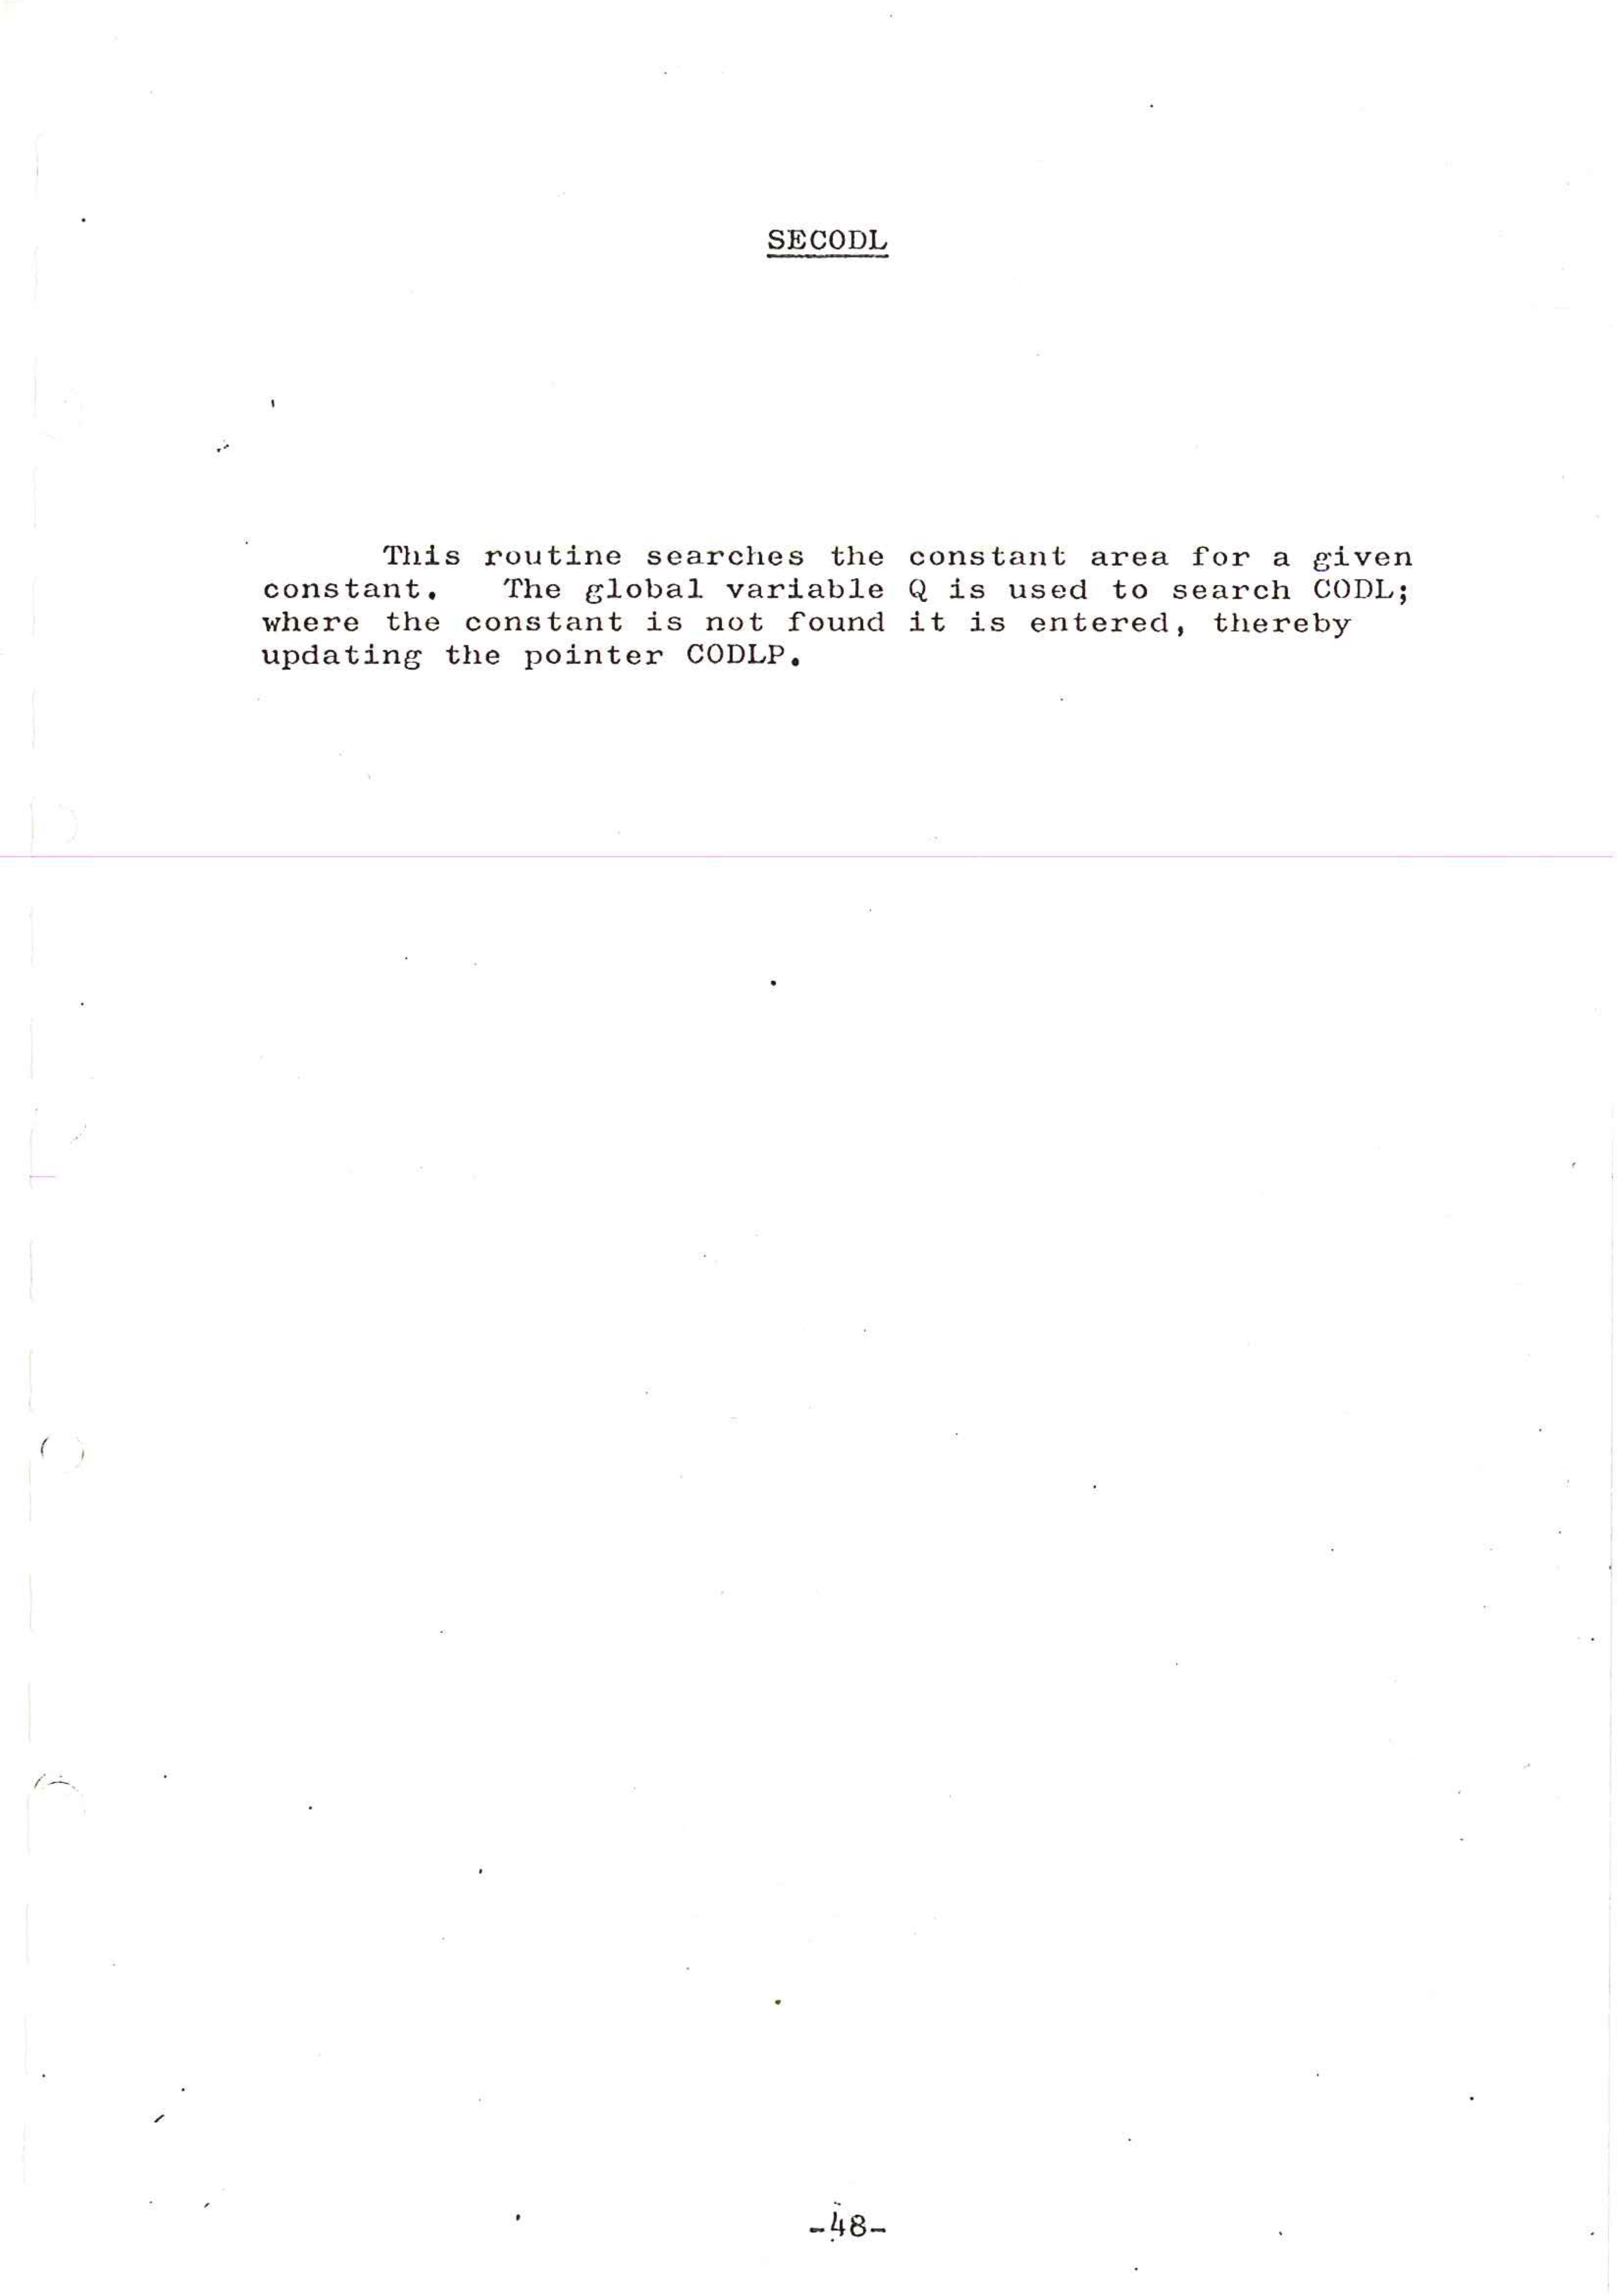 SECODL
This routine searches the constant area for a given
constant. The global variable Q is used to search CODL;
where the constant is not found it is entered, thereby
updating the pointer CODLP.
-48-